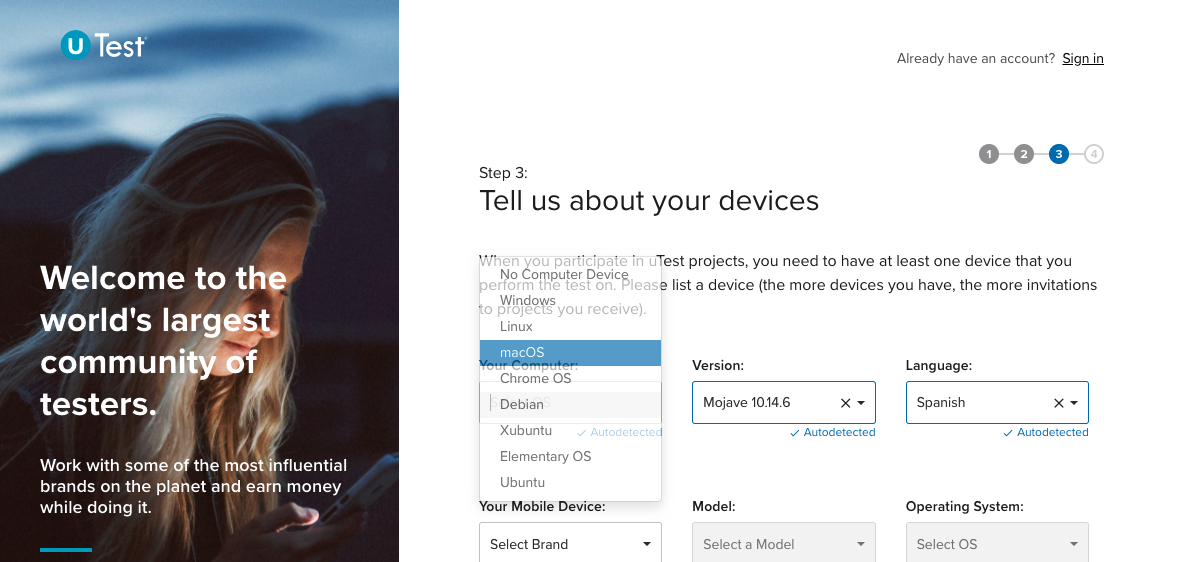 U Test
Already have an account? Sign in
1 2 3 4
Step 3:
Tell us about your devices
When you participate in uTest projects, you need to have at least one device that you
perform the test on. Please list a device (the more devices you have, the more invitations
to projects you receive).
Welcome to the
world's largest
community of
testers.
Work with some of the most influential
brands on the planet and earn money
while doing it.
No Computer Device
Windows
Linux
macOS
Chrome OS
Debian
Xubuntu
Elementary OS
Ubuntu
Your Computer:
Autodetected
Version:
Mojave 10.14.6
Autodetected
Language:
Spanish
Autodetected
Your Mobile Device:
Select Brand
Model:
Select a Model
Operating System:
Select OS